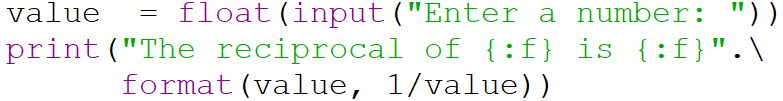 value  = float(input("Enter a number: "))
print("The reciprocal of {:f} is {:f}".\
      format(value, 1/value))